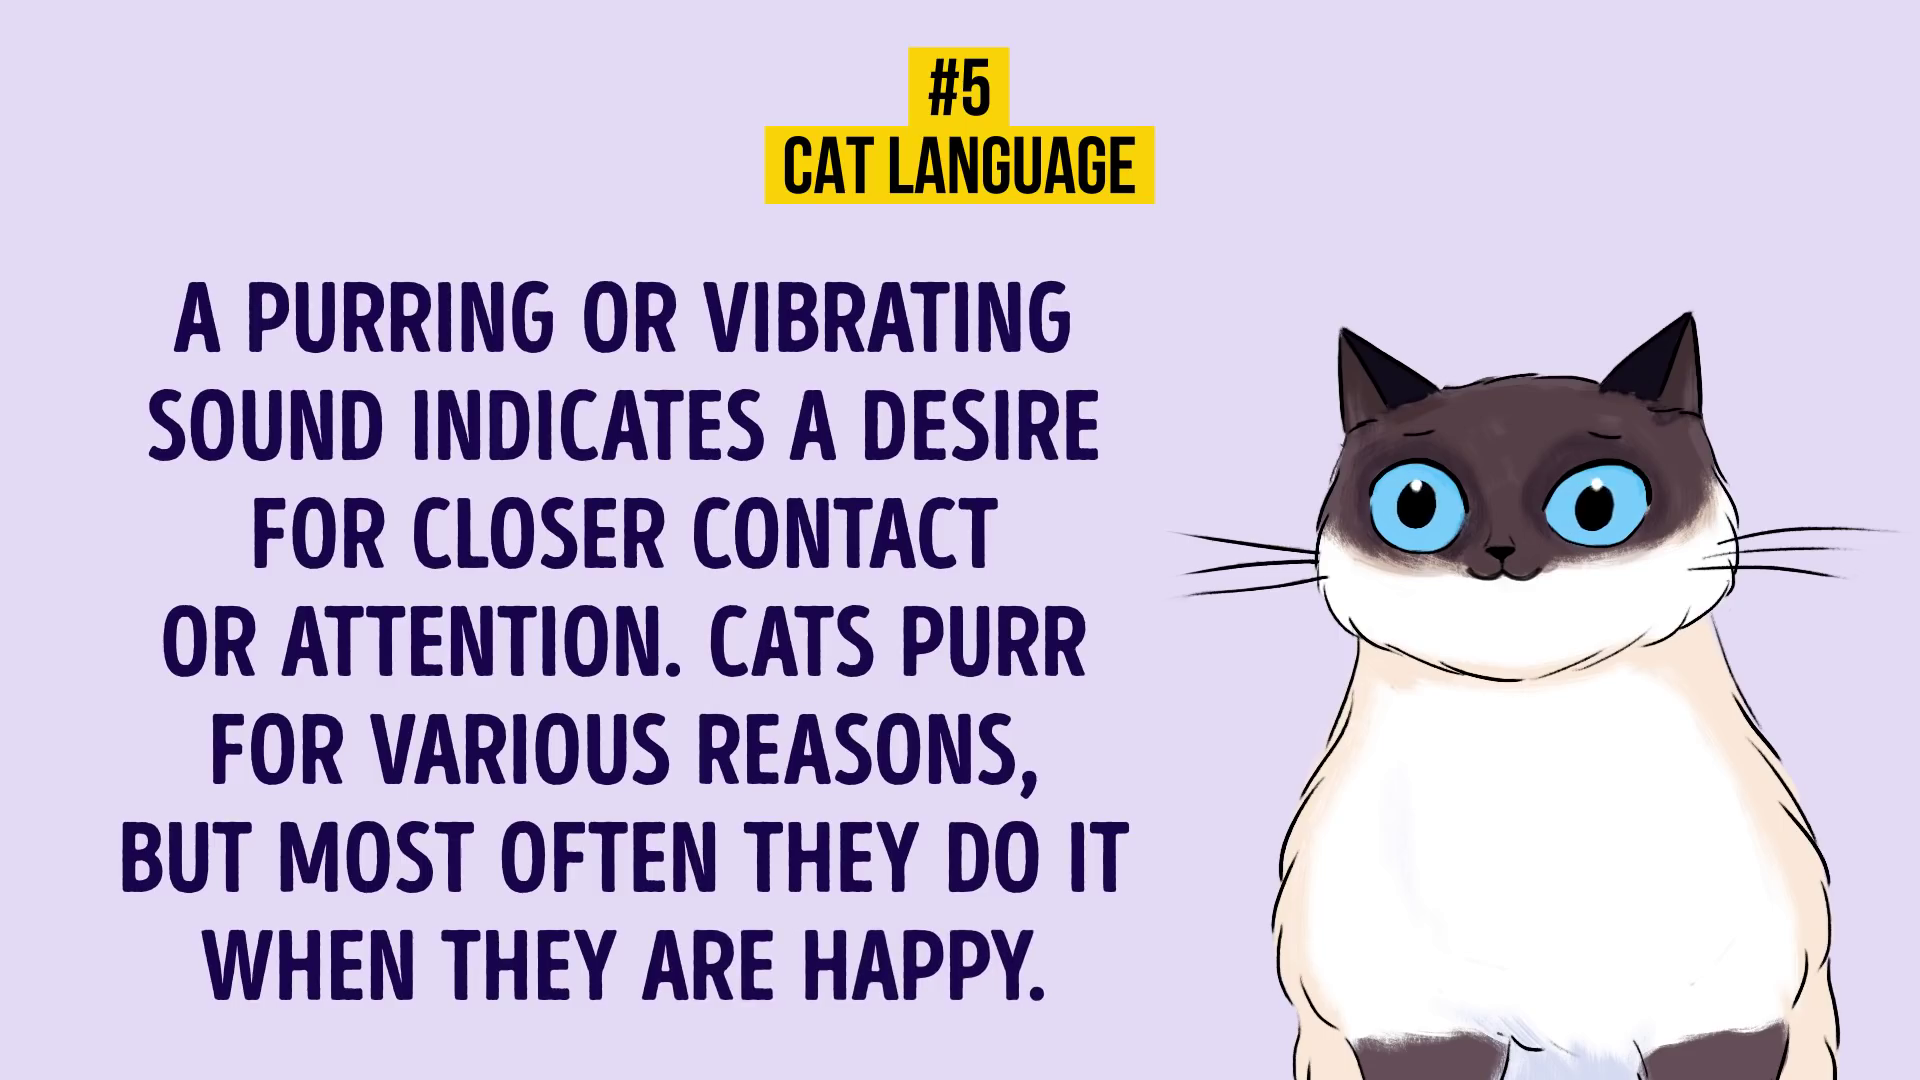 #5
CAT LANGUAGE
A PURRING OR VIBRATING
SOUND INDICATES A DESIRE
FOR CLOSER CONTACT
OR ATTENTION. CATS PURR
FOR VARIOUS REASONS,
BUT MOST OFTEN THEY DO IT
WHEN THEY ARE HAPPY.